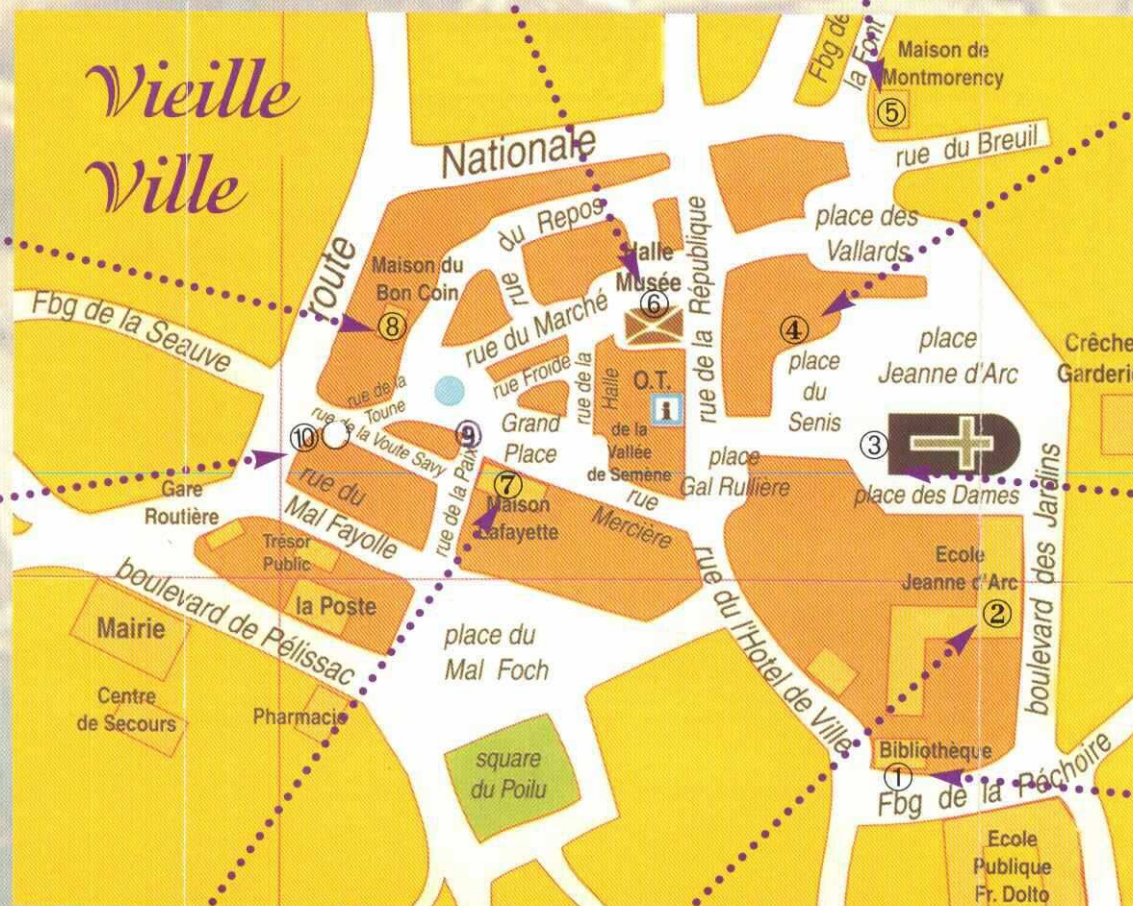 Vieille
Ville
Fbg de
la Font
Maison de
Montmorency
⑤
rue du Breuil
Nationale
route
place des
Vallards
rue du Repos
Halle
Musée
⑥
rue de la République
Maison du
Bon Coin
⑧
Fbg de la Seauve
rue du Marché
④
place
du
Senis
place
Jeanne d'Arc
Crêche
Garderie
rue Froide
rue de la
Halle
O.T.
i
de la
Vallée
de Semène
rue de la
Toune
rue de la Voute Savy
⑩
⑨
Grand
Place
③
place
Gal Rullière
place des Dames
rue du
Mal Fayolle
rue de la Paix
⑦
Maison
Lafayette
rue
Mercière
Gare
Routière
Trésor
Public
la Poste
boulevard de Pélissac
Mairie
Centre
de Secours
Pharmacie
place du
Mal Foch
square
du Poilu
rue du l'Hotel de Ville
Ecole
Jeanne d'Arc
②
boulevard des Jardins
Bibliothèque
①
Fbg de la Péchoire
Ecole
Publique
Fr. Dolto